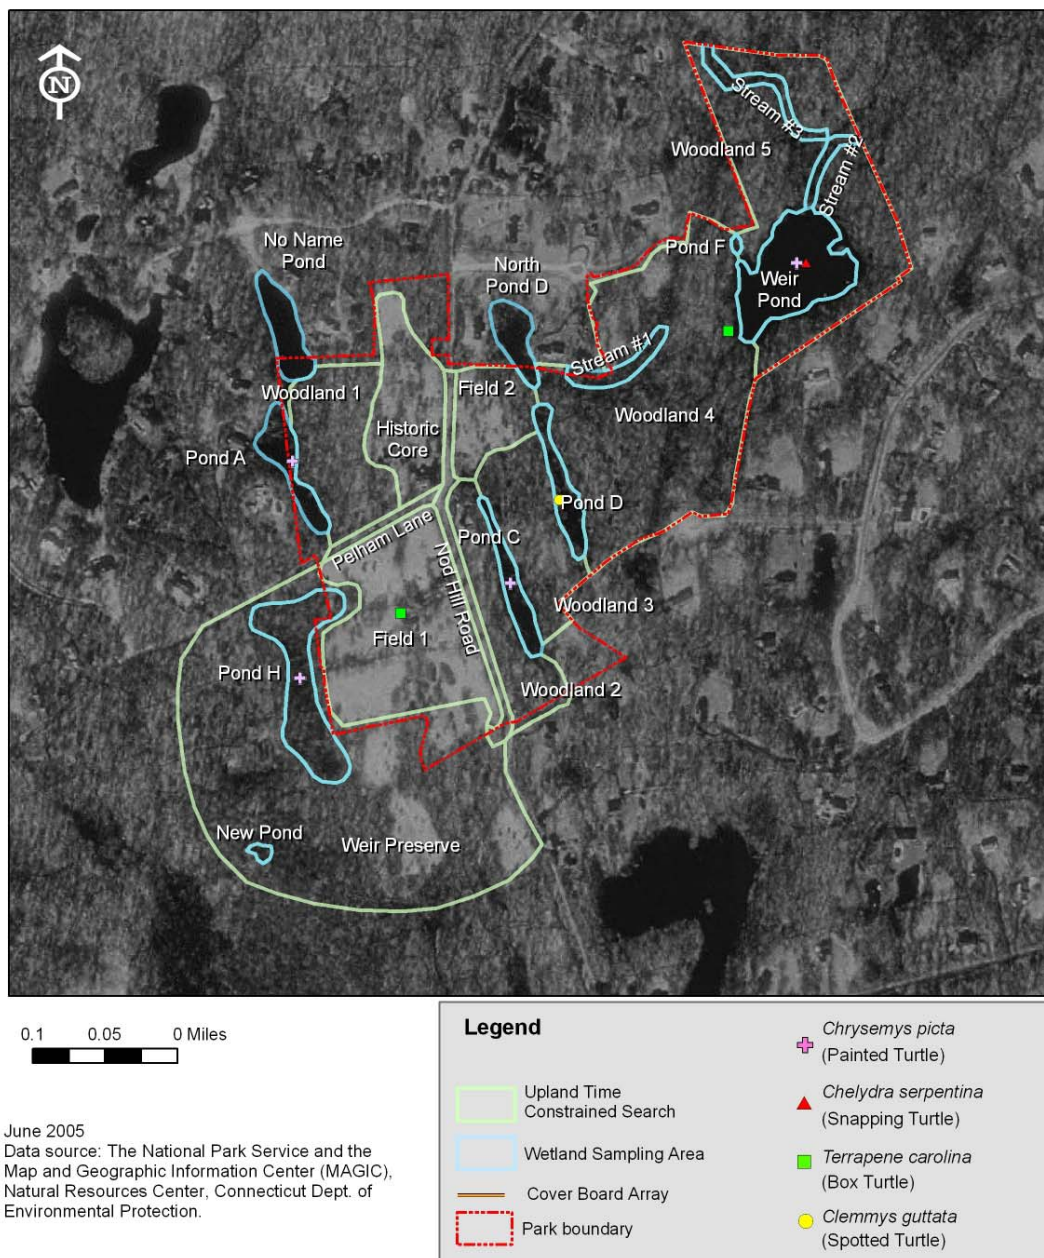 N
Stream #3
Woodland 5
Stream #2
No Name
Pond
North
Pond D
Pond F
Weir
Pond
Stream #1
Woodland 1
Field 2
Woodland 4
Historic
Core
Pond A
Pond D
Pelham Lane
Pond C
Nod Hill Road
Woodland 3
Field 1
Pond H
Woodland 2
New Pond
Weir Preserve
0.1 0.05 0 Miles
June 2005
Data source: The National Park Service and the
Map and Geographic Information Center (MAGIC),
Natural Resources Center, Connecticut Dept. of
Environmental Protection.
Legend
Upland Time
Constrained Search
Wetland Sampling Area
Cover Board Array
Park boundary
Chrysemys picta
(Painted Turtle)
Chelydra serpentina
(Snapping Turtle)
Terrapene carolina
(Box Turtle)
Clemmys guttata
(Spotted Turtle)